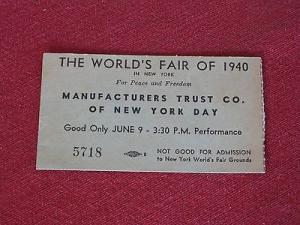 THE WORLD'S FAIR OF 1940
IN NEW YORK
For Peace and Freedom
MANUFACTURERS TRUST CO.
OF NEW YORK DAY
Good Only JUNE 9 - 3:30 P.M. Performance
5718
NOT GOOD FOR ADMISSION
to New York World's Fair Grounds